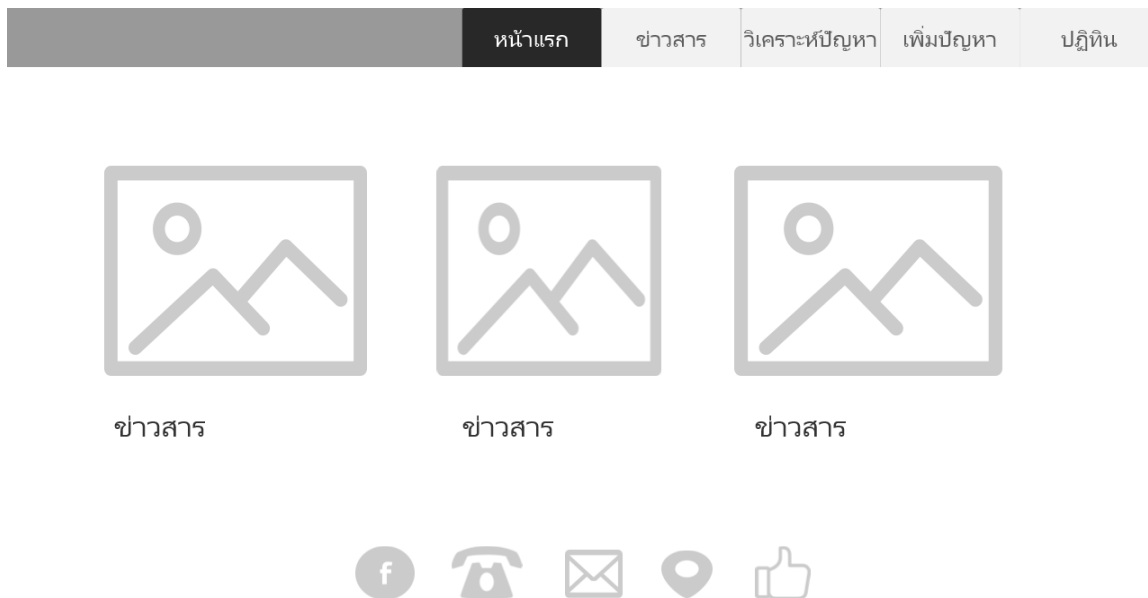 หน้าแรก ข่าวสาร วิเคราะห์ปัญหา เพิ่มปัญหา ปฏิทิน
ข่าวสาร ข่าวสาร ข่าวสาร
f